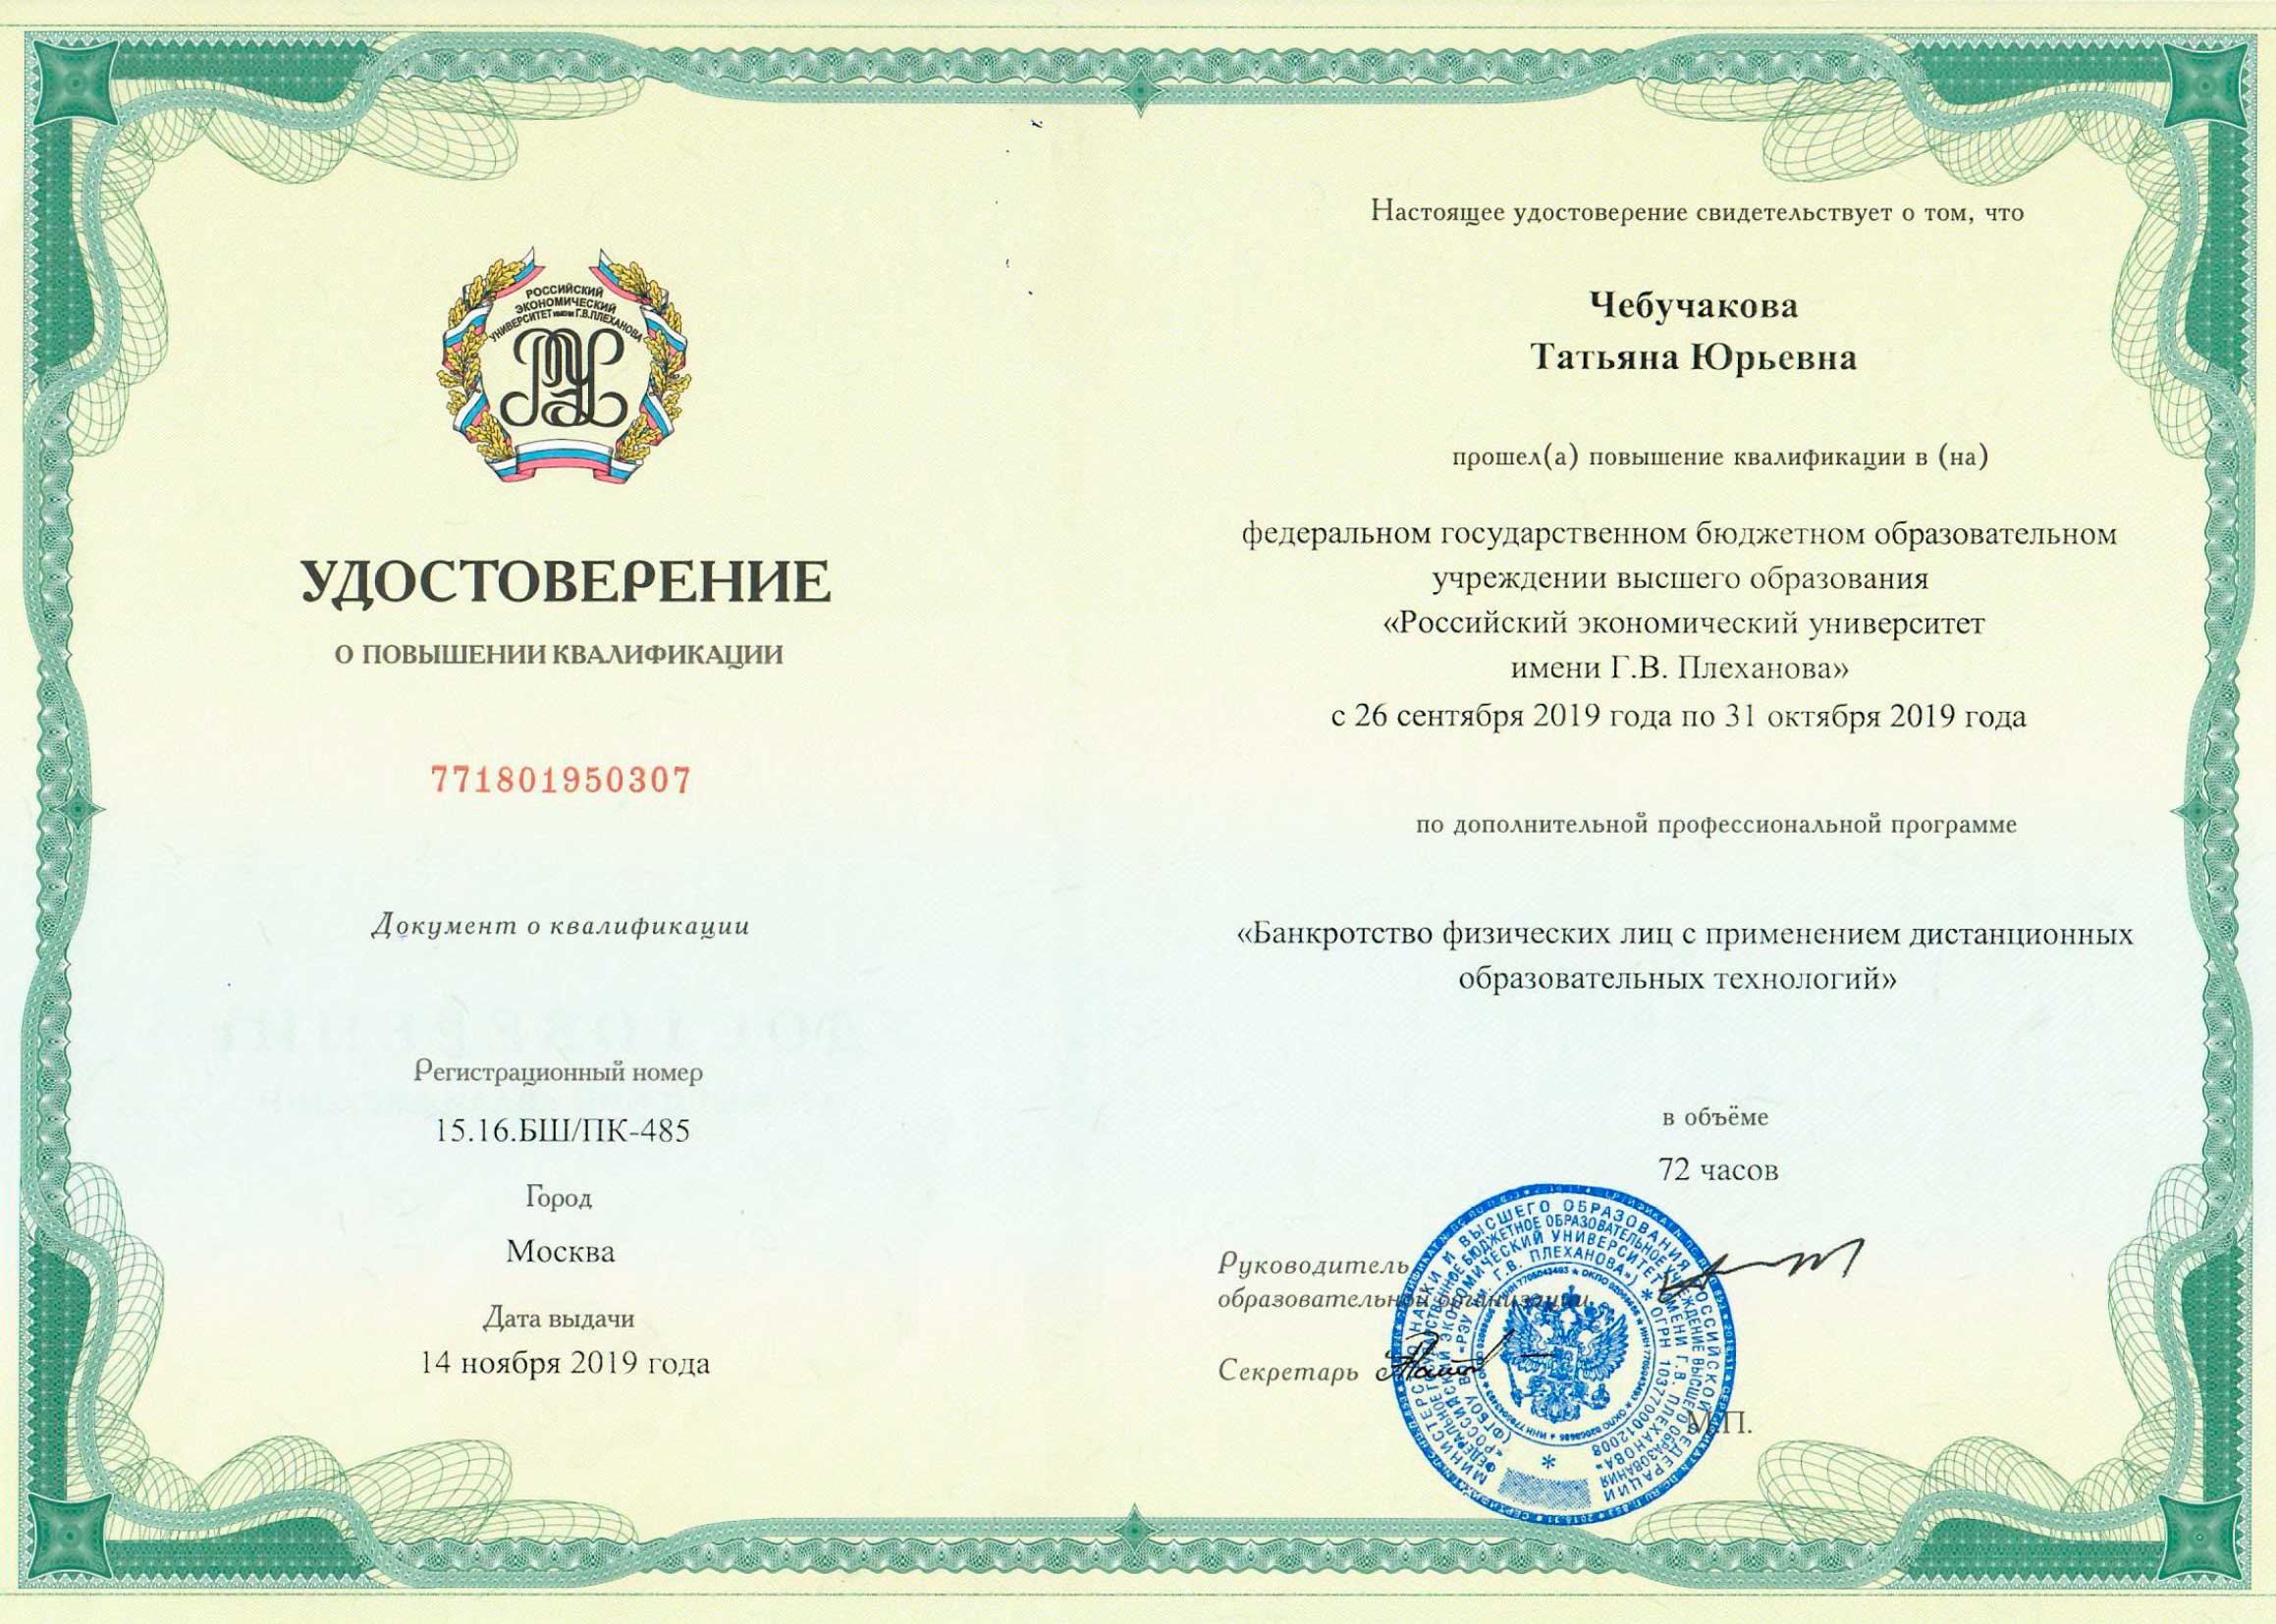 РОССИЙСКИЙ
ЭКОНОМИЧЕСКИЙ
УНИВЕРСИТЕТ имени Г.В.ПЛЕХАНОВА
УДОСТОВЕРЕНИЕ
О ПОВЫШЕНИИ КВАЛИФИКАЦИИ
771801950307
Документ о квалификации
Регистрационный номер
15.16.БШ/ПК-485
Город
Москва
Дата выдачи
14 ноября 2019 года
Настоящее удостоверение свидетельствует о том, что
Чебучакова
Татьяна Юрьевна
прошел(а) повышение квалификации в (на)
федеральном государственном бюджетном образовательном
учреждении высшего образования
«Российский экономический университет
имени Г.В. Плеханова»
с 26 сентября 2019 года по 31 октября 2019 года
по дополнительной профессиональной программе
«Банкротство физических лиц с применением дистанционных
образовательных технологий»
в объёме
72 часов
Руководитель
образовательной организации
Секретарь
М.П.
МИНИСТЕРСТВО НАУКИ И ВЫСШЕГО ОБРАЗОВАНИЯ РОССИЙСКОЙ ФЕДЕРАЦИИ
ФЕДЕРАЛЬНОЕ ГОСУДАРСТВЕННОЕ БЮДЖЕТНОЕ ОБРАЗОВАТЕЛЬНОЕ УЧРЕЖДЕНИЕ ВЫСШЕГО ОБРАЗОВАНИЯ
«РОССИЙСКИЙ ЭКОНОМИЧЕСКИЙ УНИВЕРСИТЕТ ИМЕНИ Г.В. ПЛЕХАНОВА»
(ФГБОУ ВО «РЭУ им. Г.В. ПЛЕХАНОВА») * ОГРН 1037700012008